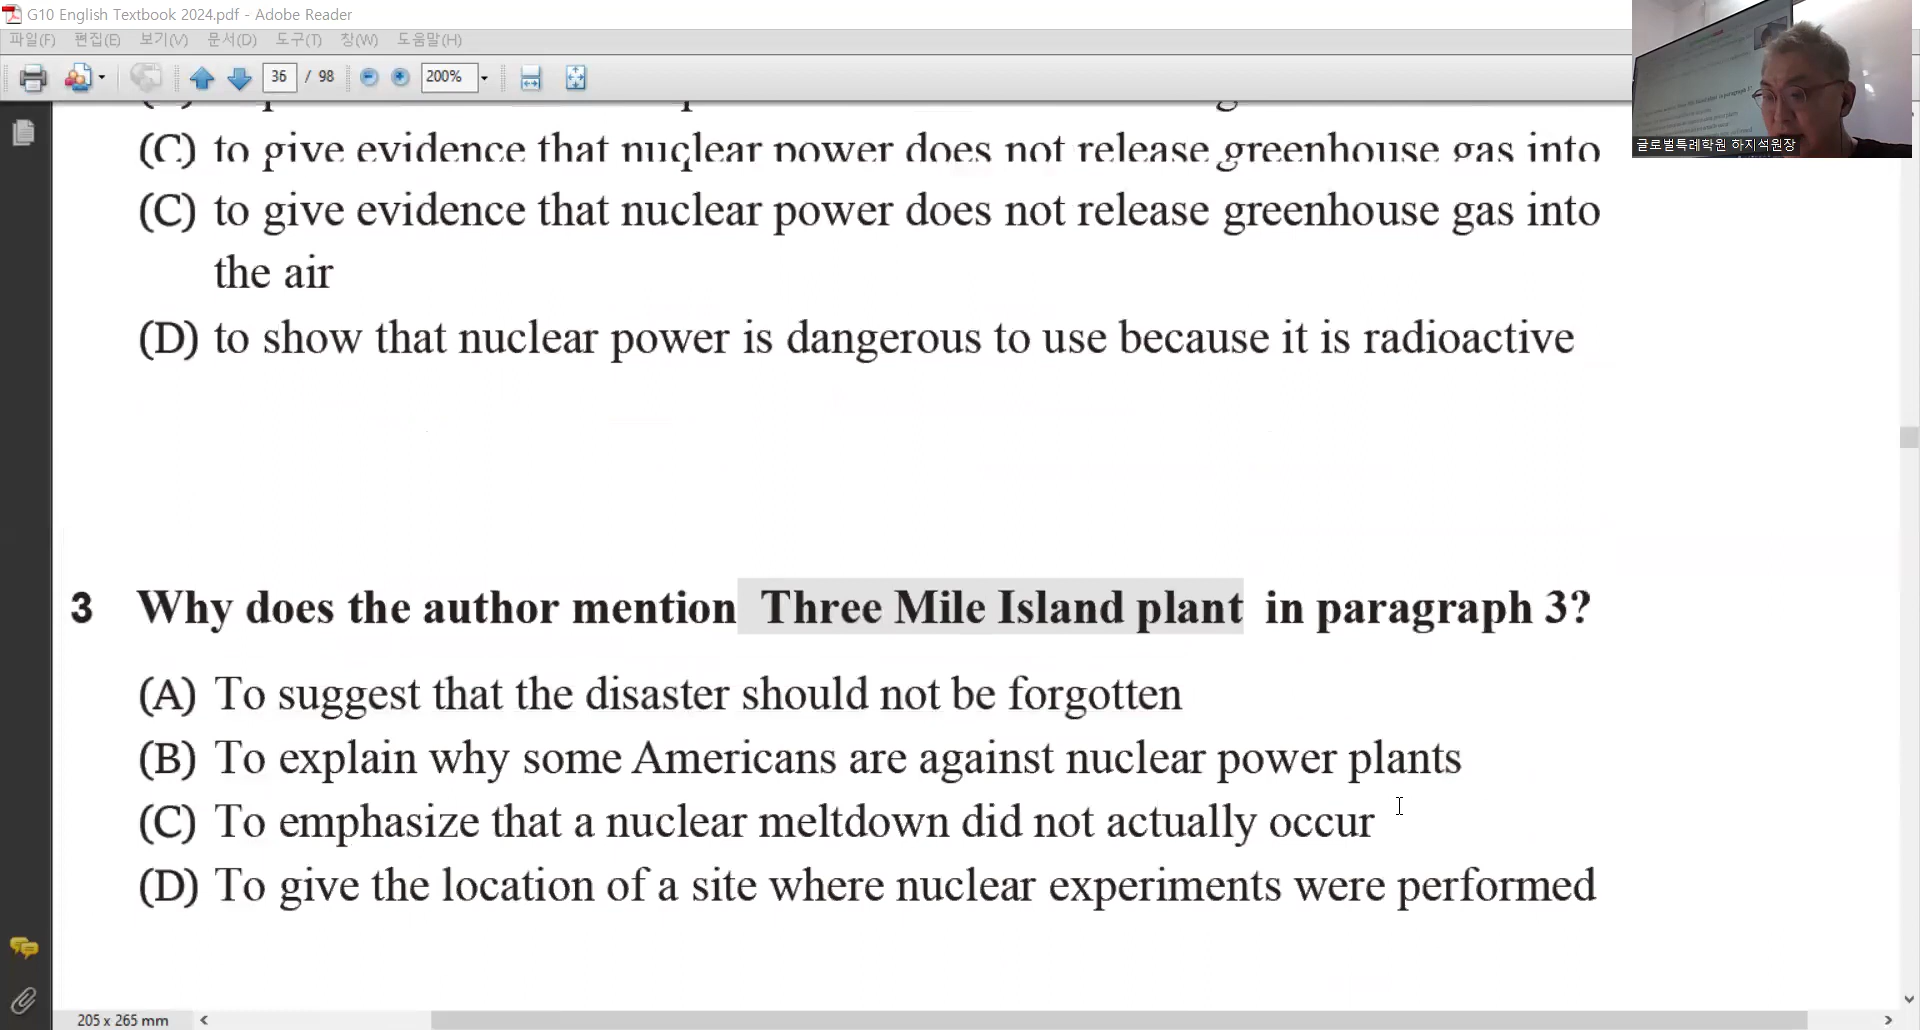 G10 English Textbook 2024.pdf - Adobe Reader
파일(F) 편집(E) 보기(V) 문서(D) 도구(T) 창(W) 도움말(H)
36 / 98 200%
(C) to give evidence that nuclear power does not release greenhouse gas into
(C) to give evidence that nuclear power does not release greenhouse gas into
the air
(D) to show that nuclear power is dangerous to use because it is radioactive
3 Why does the author mention Three Mile Island plant in paragraph 3?
(A) To suggest that the disaster should not be forgotten
(B) To explain why some Americans are against nuclear power plants
(C) To emphasize that a nuclear meltdown did not actually occur
(D) To give the location of a site where nuclear experiments were performed
205 x 265 mm
글로벌특례학원 하지석원장